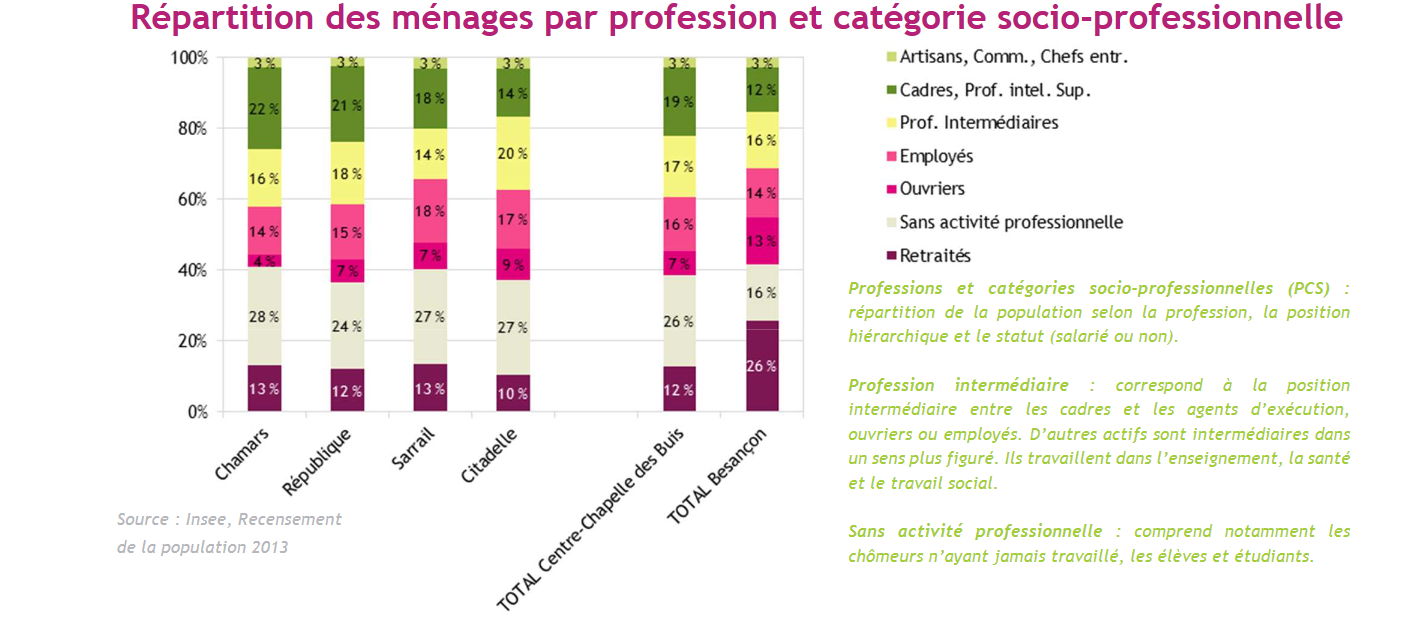 Répartition des ménages par profession et catégorie socio-professionnelle
100%
80%
60%
40%
20%
0%
3 %
22 %
16 %
14 %
4 %
28 %
13 %
3 %
21 %
18 %
15 %
7 %
24 %
12 %
3 %
18 %
14 %
18 %
7 %
27 %
13 %
3 %
14 %
20 %
17 %
9 %
27 %
10 %
3 %
19 %
17 %
16 %
7 %
26 %
12 %
3 %
12 %
16 %
14 %
13 %
16 %
26 %
Chamars
République
Sarrail
Citadelle
TOTAL Centre-Chapelle des Buis
TOTAL Besançon
Source : Insee, Recensement
de la population 2013
Artisans, Comm., Chefs entr.
Cadres, Prof. intel. Sup.
Prof. Intermédiaires
Employés
Ouvriers
Sans activité professionnelle
Retraités
Professions et catégories socio-professionnelles (PCS) :
répartition de la population selon la profession, la position
hiérarchique et le statut (salarié ou non).
Profession intermédiaire : correspond à la position
intermédiaire entre les cadres et les agents d'exécution,
ouvriers ou employés. D'autres actifs sont intermédiaires dans
un sens plus figuré. Ils travaillent dans l'enseignement, la santé
et le travail social.
Sans activité professionnelle : comprend notamment les
chômeurs n'ayant jamais travaillé, les élèves et étudiants.